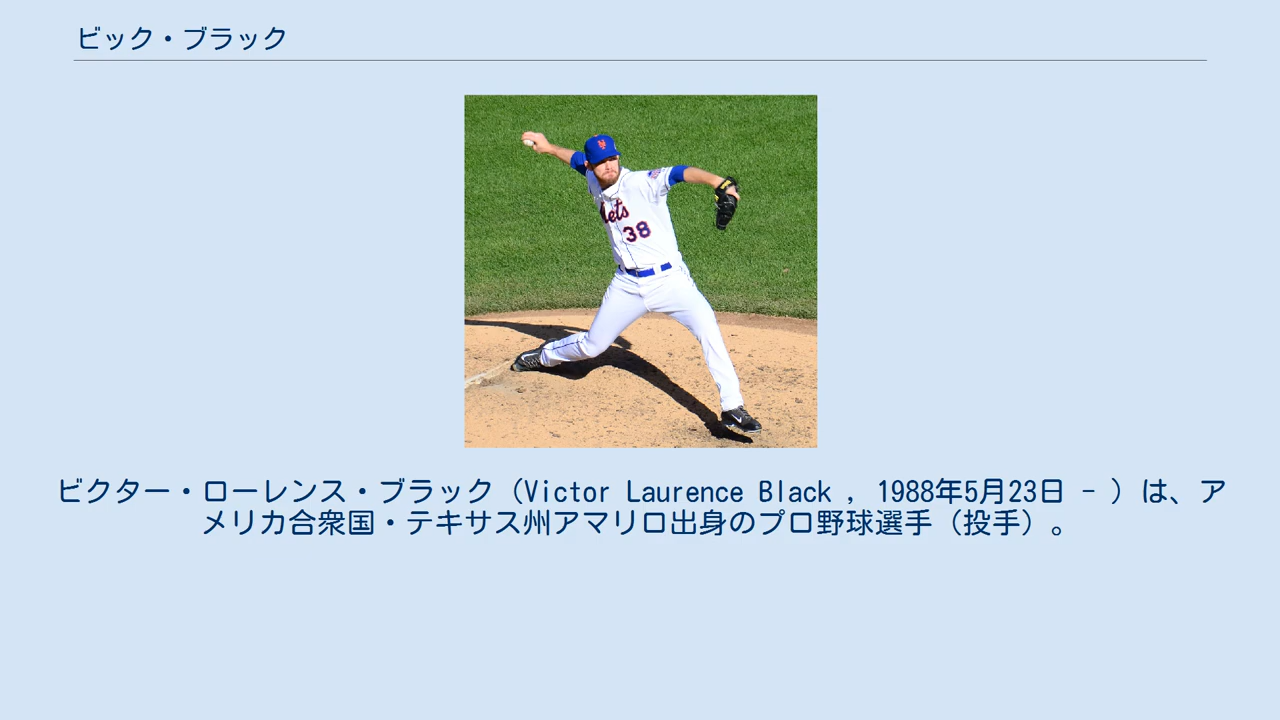 ビック・ブラック
Mets
38
ビクター・ローレンス・ブラック（Victor Laurence Black , 1988年5月23日 - ）は、ア
メリカ合衆国・テキサス州アマリロ出身のプロ野球選手（投手）。